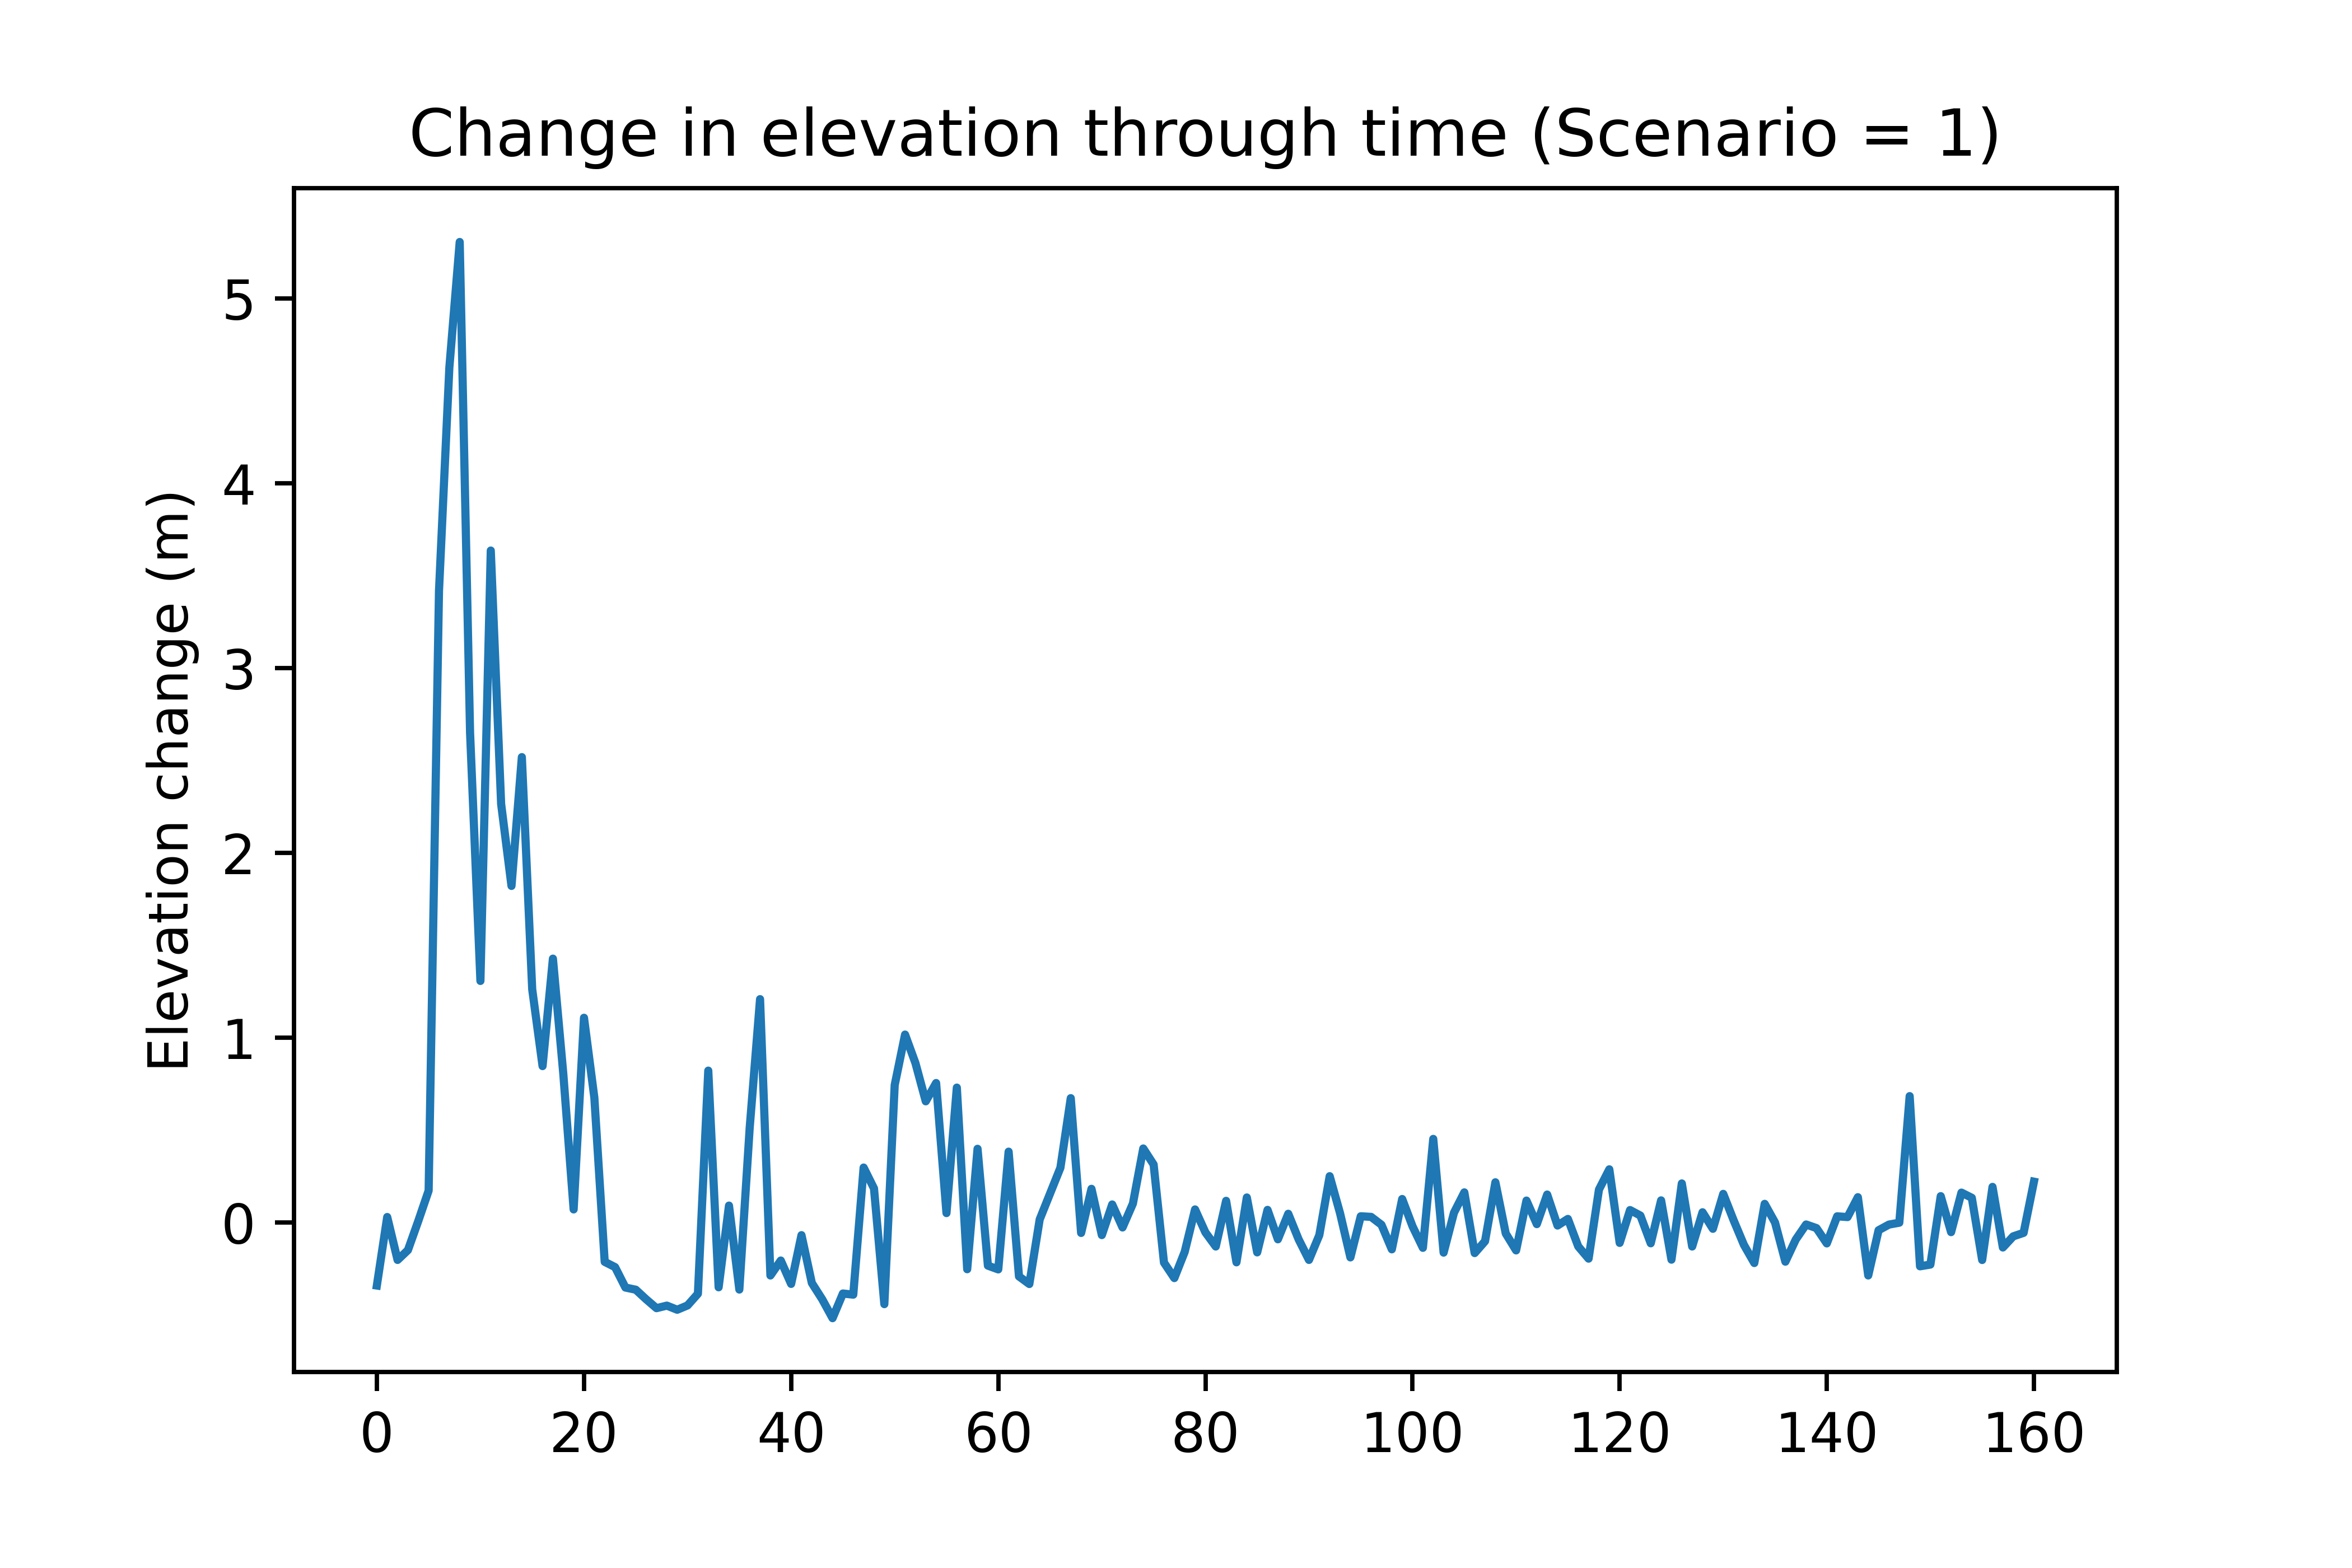 Change in elevation through time (Scenario = 1)
Elevation change (m)
5
4
3
2
1
0
0 20 40 60 80 100 120 140 160